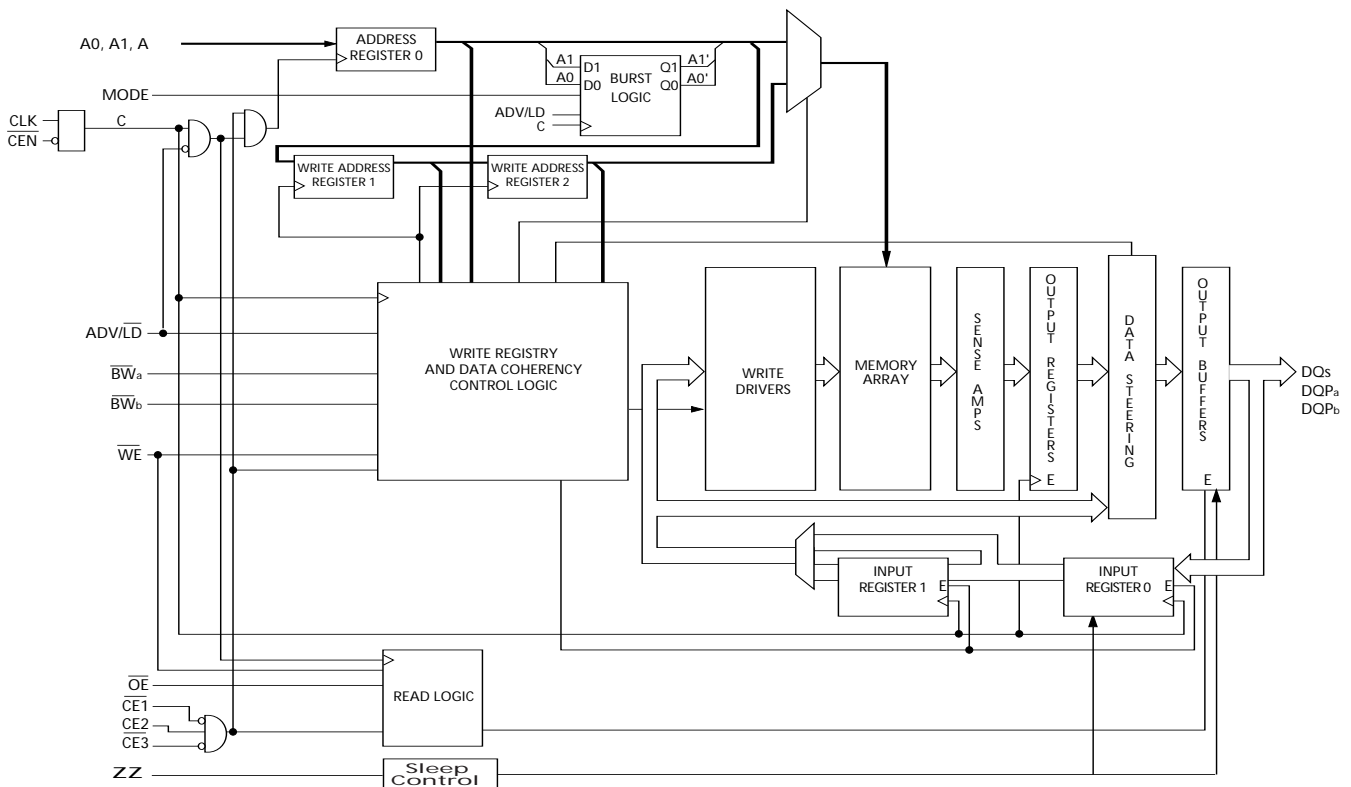 A0, A1, A
ADDRESS
REGISTER 0
A1
A0
D1
D0
BURST
LOGIC
Q1
Q0
A1'
A0'
MODE
ADV/LD
C
CLK
CEN
C
WRITE ADDRESS
REGISTER 1
WRITE ADDRESS
REGISTER 2
ADV/LD
BWa
BWb
WE
WRITE REGISTRY
AND DATA COHERENCY
CONTROL LOGIC
WRITE
DRIVERS
MEMORY
ARRAY
SENSE AMPS
OUTPUT REGISTERS
E
DATA STEERING
OUTPUT BUFFERS
E
DQs
DQPa
DQPb
INPUT
REGISTER 1
E
INPUT
REGISTER 0
E
OE
CE1
CE2
CE3
READ LOGIC
ZZ
Sleep
Control